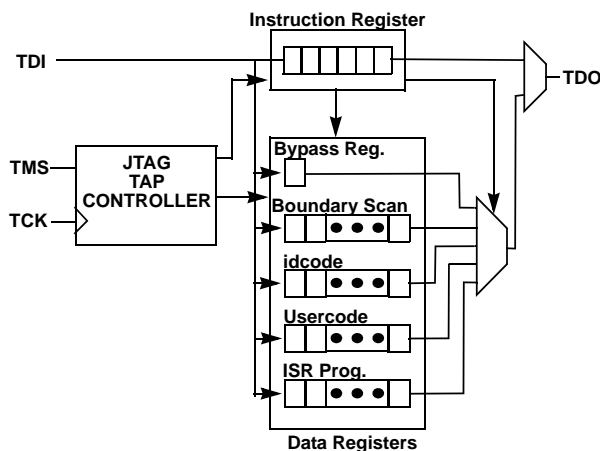 Instruction Register
TDI
TDO
TMS
TCK
JTAG
TAP
CONTROLLER
Bypass Reg.
Boundary Scan
idcode
Usercode
ISR Prog.
Data Registers